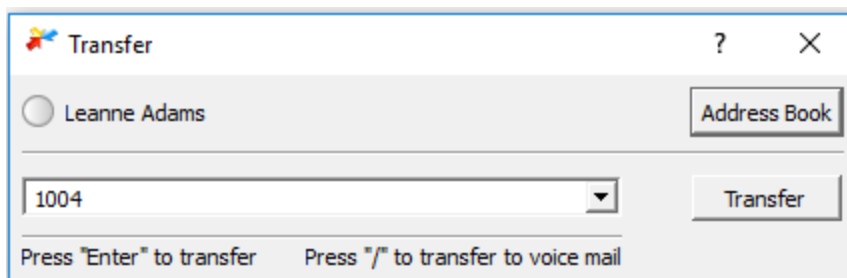 Transfer ?
Leanne Adams Address Book
1004 Transfer
Press "Enter" to transfer Press "/" to transfer to voice mail